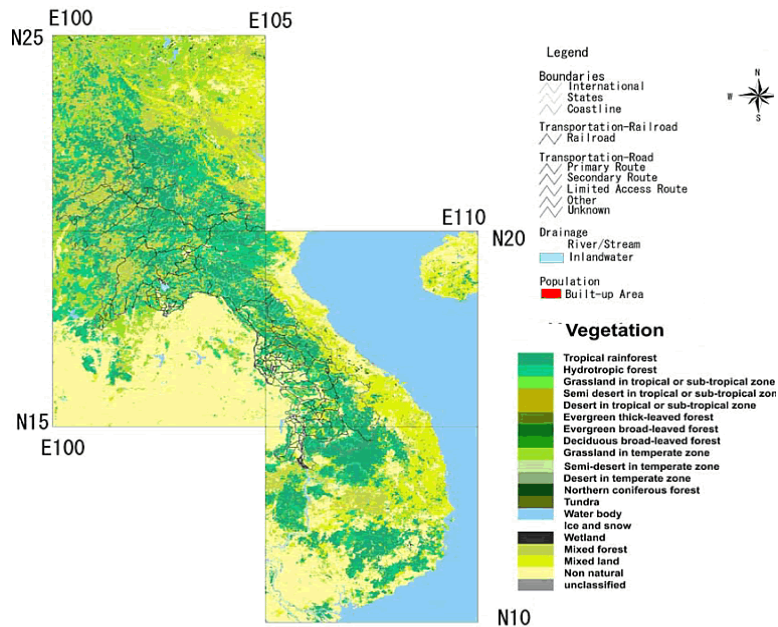 E100
E105
N25
Legend
Boundaries
International
States
Coastline
N
W
S
Transportation-Railroad
Railroad
Transportation-Road
Primary Route
Secondary Route
Limited Access Route
Other
Unknown
E110
N20
Drainage
River/Stream
Inlandwater
Population
Built-up Area
Vegetation
Tropical rainforest
Hydrotropic forest
Grassland in tropical or sub-tropical zone
Semi desert in tropical or sub-tropical zon
Desert in tropical or sub-tropical zone
Evergreen thick-leaved forest
Evergreen broad-leaved forest
Deciduous broad-leaved forest
Grassland in temperate zone
Semi-desert in temperate zone
Desert in temperate zone
Northern coniferous forest
Tundra
Water body
Ice and snow
Wetland
Mixed forest
Mixed land
Non natural
unclassified
N15
E100
N10